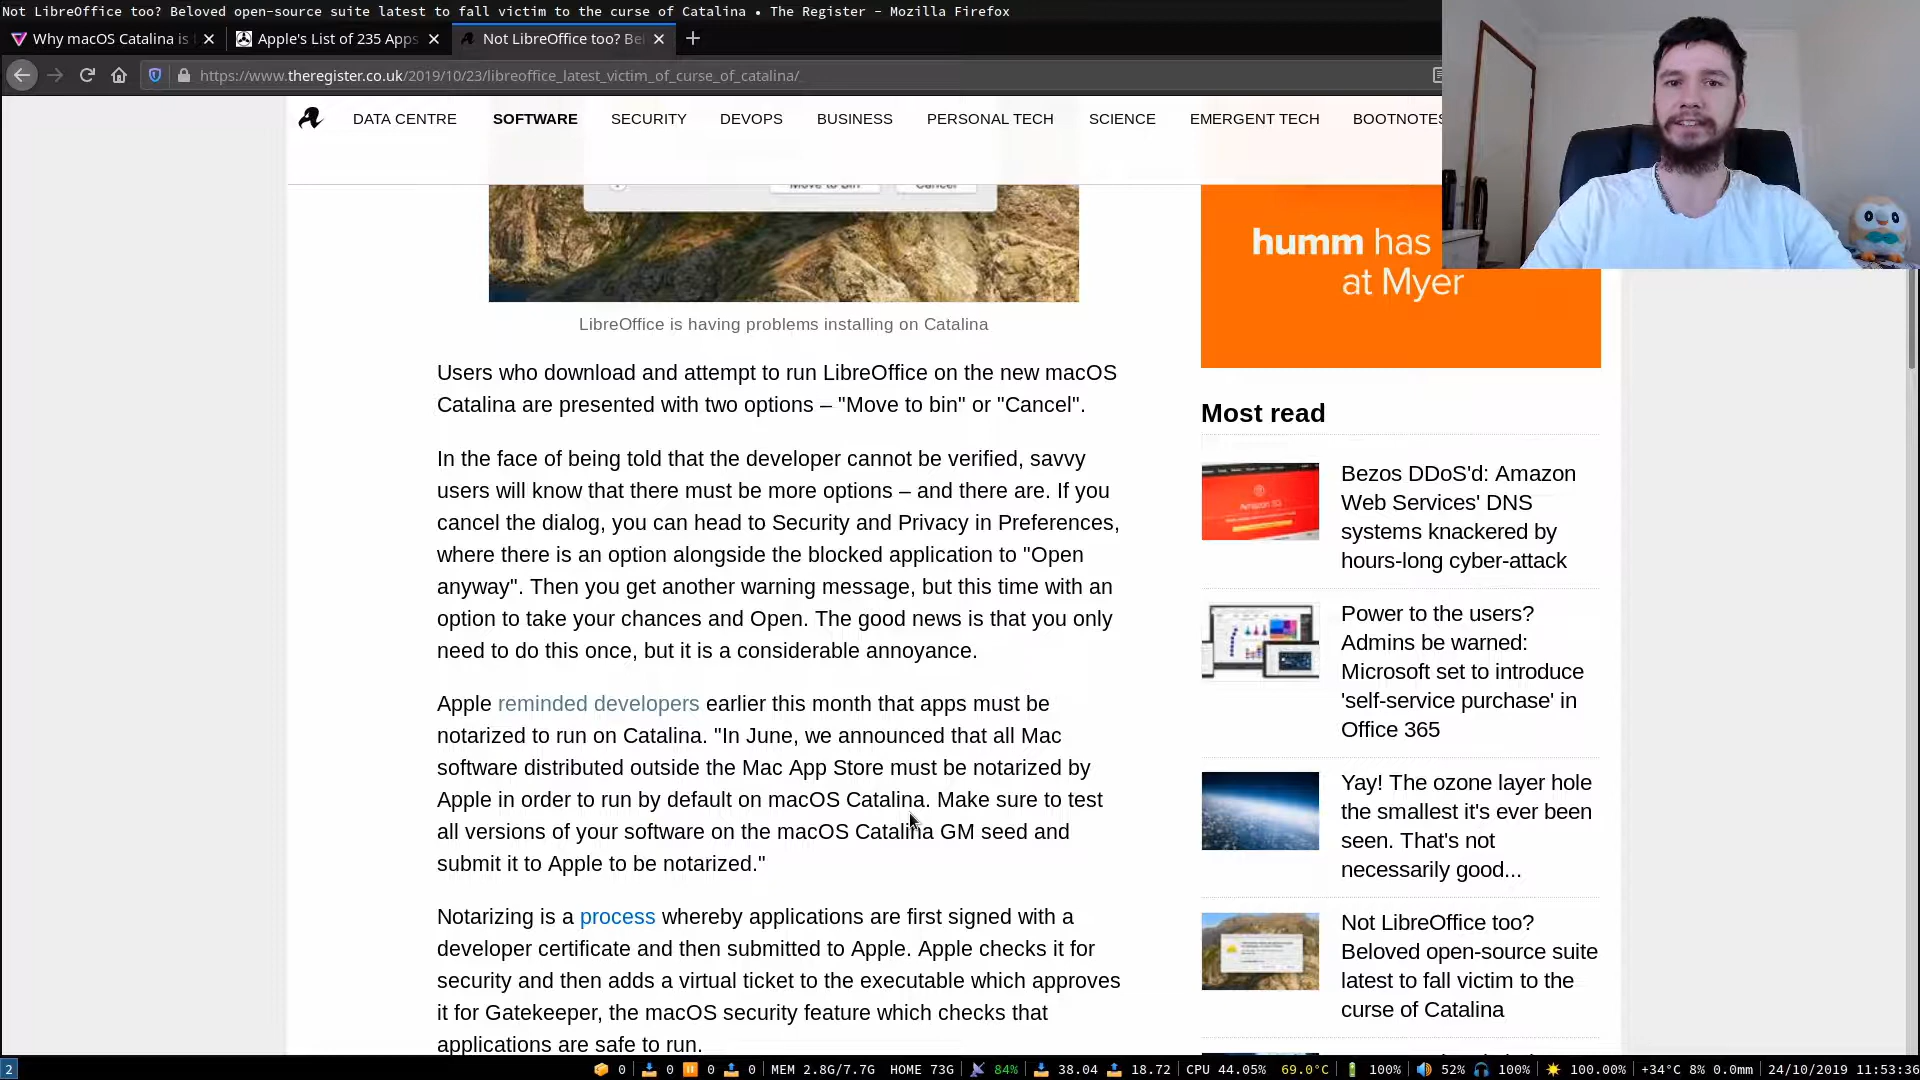 Not LibreOffice too? Beloved open-source suite latest to fall victim to the curse of Catalina • The Register - Mozilla Firefox
Why macOS Catalina is
Apple's List of 235 Apps
Not LibreOffice too? Be
https://www.theregister.co.uk/2019/10/23/libreoffice_latest_victim_of_curse_of_catalina/
DATA CENTRE SOFTWARE SECURITY DEVOPS BUSINESS PERSONAL TECH SCIENCE EMERGENT TECH BOOTNOTES
Move to Bin Cancel
LibreOffice is having problems installing on Catalina
Users who download and attempt to run LibreOffice on the new macOS
Catalina are presented with two options – "Move to bin" or "Cancel".
In the face of being told that the developer cannot be verified, savvy
users will know that there must be more options – and there are. If you
cancel the dialog, you can head to Security and Privacy in Preferences,
where there is an option alongside the blocked application to "Open
anyway". Then you get another warning message, but this time with an
option to take your chances and Open. The good news is that you only
need to do this once, but it is a considerable annoyance.
Apple reminded developers earlier this month that apps must be
notarized to run on Catalina. "In June, we announced that all Mac
software distributed outside the Mac App Store must be notarized by
Apple in order to run by default on macOS Catalina. Make sure to test
all versions of your software on the macOS Catalina GM seed and
submit it to Apple to be notarized."
Notarizing is a process whereby applications are first signed with a
developer certificate and then submitted to Apple. Apple checks it for
security and then adds a virtual ticket to the executable which approves
it for Gatekeeper, the macOS security feature which checks that
applications are safe to run.
humm has
at Myer
Most read
Amazon S3
Bezos DDoS'd: Amazon
Web Services' DNS
systems knackered by
hours-long cyber-attack
Power to the users?
Admins be warned:
Microsoft set to introduce
'self-service purchase' in
Office 365
Yay! The ozone layer hole
the smallest it's ever been
seen. That's not
necessarily good...
Not LibreOffice too?
Beloved open-source suite
latest to fall victim to the
curse of Catalina
2
0 0 0 0 MEM 2.8G/7.7G HOME 73G 84% 38.04 18.72 CPU 44.05% 69.0°C 100% 52% 100% 100.00% +34°C 8% 0.0mm 24/10/2019 11:53:36